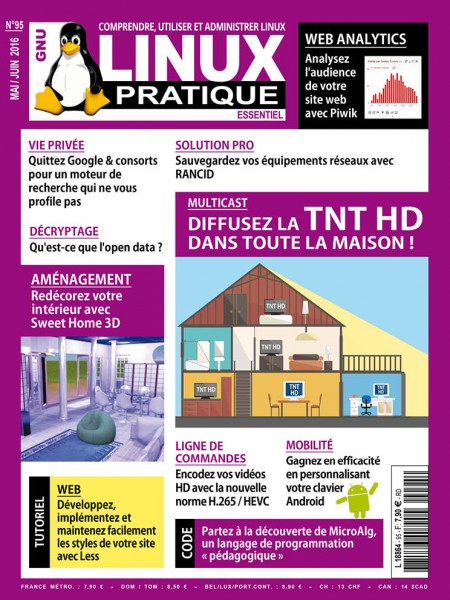 N°95
MAI / JUIN 2016
COMPRENDRE, UTILISER ET ADMINISTRER LINUX
GNU
LINUX
PRATIQUE
ESSENTIEL
WEB ANALYTICS
Analysez
l'audience
de votre
site web
avec Piwik
VIE PRIVÉE
Quittez Google & consorts
pour un moteur de
recherche qui ne vous
profile pas
SOLUTION PRO
Sauvegardez vos équipements réseaux avec
RANCID
DÉCRYPTAGE
Qu'est-ce que l'open data ?
MULTICAST
DIFFUSEZ LA TNT HD
DANS TOUTE LA MAISON !
AMÉNAGEMENT
Redécorez votre
intérieur avec
Sweet Home 3D
TNT HD
TNT HD
TNT HD
TNT
HD
TNT
HD
LIGNE DE
COMMANDES
Encodez vos vidéos
HD avec la nouvelle
norme H.265 / HEVC
MOBILITÉ
Gagnez en efficacité
en personnalisant
votre clavier
Android
TUTORIEL
WEB
Développez,
implémentez et
maintenez facilement
les styles de votre site
avec Less
CODE
Partez à la découverte de MicroAlg,
un langage de programmation
« pédagogique »
L 18864 - 95 - F: 7,90 € - RD
FRANCE METRO. : 7,90 € – DOM / TOM : 8,50 € – BELUX/PORT.CONT. : 8,90 € – CH : 13 CHF – CAN : 14 $CAD